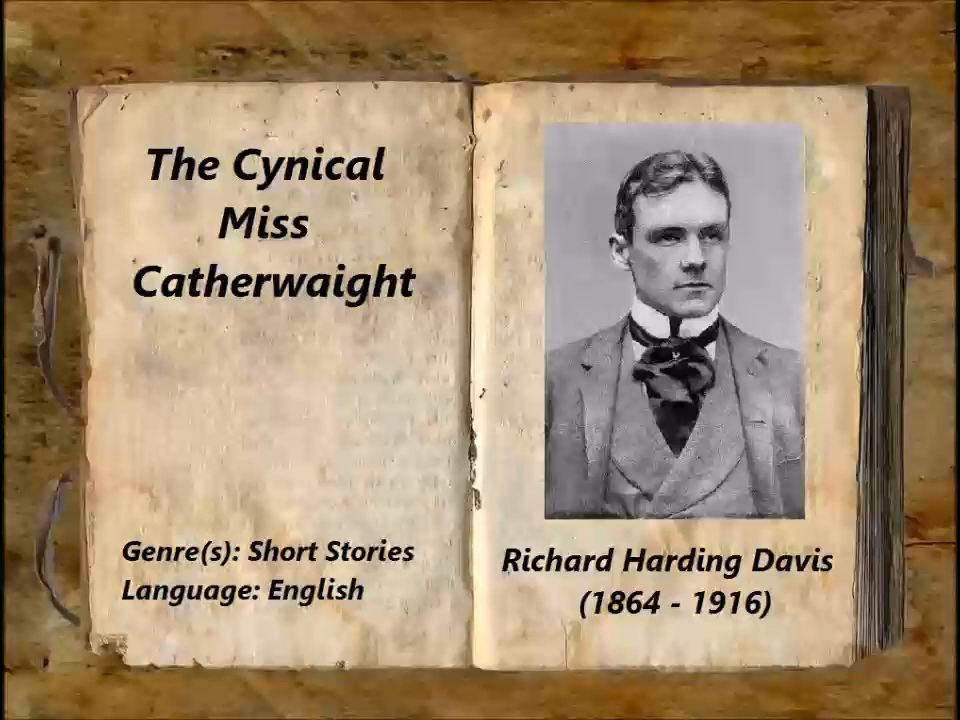 The Cynical
Miss
Catherwaight
Genre(s): Short Stories
Language: English
Richard Harding Davis
(1864 - 1916)